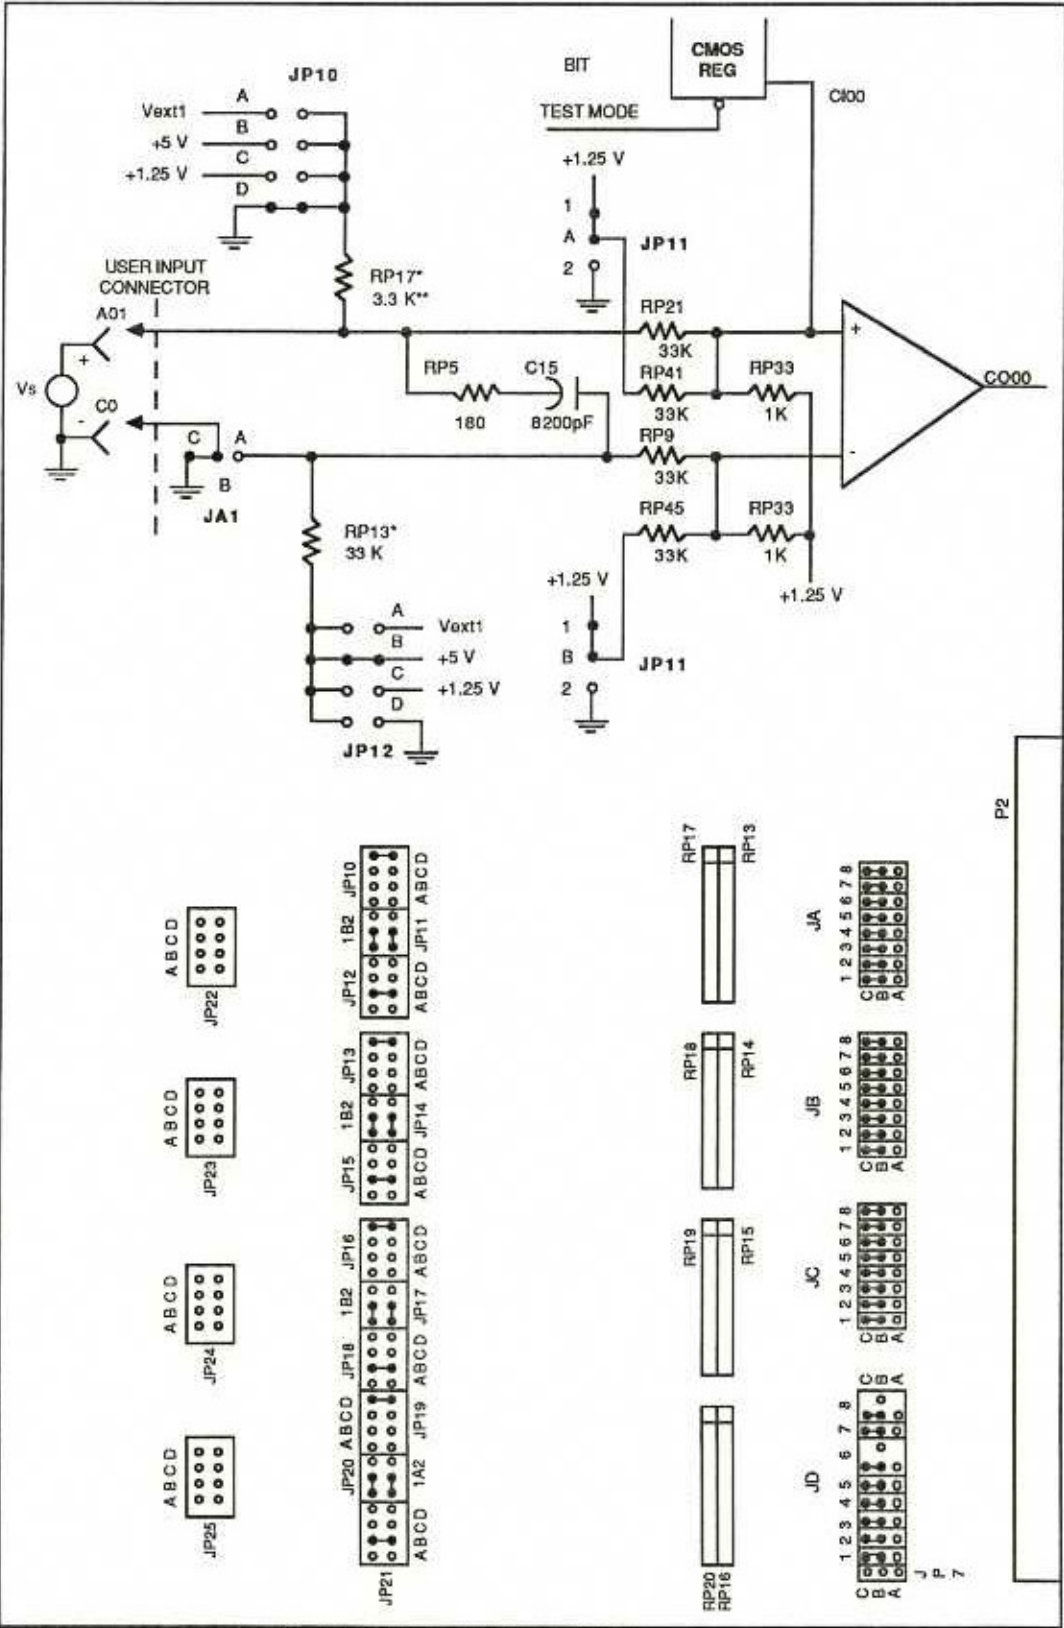 CMOS
REG
BIT
JP10
A
Vext1
B
+5 V
C
+1.25 V
D
TEST MODE
CI00
+1.25 V
1
A
JP11
2
USER INPUT
CONNECTOR
RP17*
3.3 K**
A01
+
Vs
C0
-
C
A
B
JA1
RP5
180
C15
8200pF
RP21
33K
RP41
33K
RP33
1K
RP9
33K
RP45
33K
RP33
1K
+
-
CO00
+1.25 V
RP13*
33 K
+1.25 V
1
B
JP11
2
A
Vext1
B
+5 V
C
+1.25 V
D
JP12
P2
ABCD
JP22
ABCD
JP23
ABCD
JP24
ABCD
JP25
JP10
ABCD
1B2
JP11
JP12
ABCD
JP13
ABCD
1B2
JP14
JP15
ABCD
JP16
ABCD
1B2
JP17
JP18
ABCD
ABCD
JP19
JP20
1A2
ABCD
JP21
RP17
RP13
RP18
RP14
RP19
RP15
RP20
RP16
JA
1 2 3 4 5 6 7 8
C B A
JB
1 2 3 4 5 6 7 8
C B A
JC
1 2 3 4 5 6 7 8
C B A
C B A
JD
1 2 3 4 5 6 7 8
C B A
J P 7